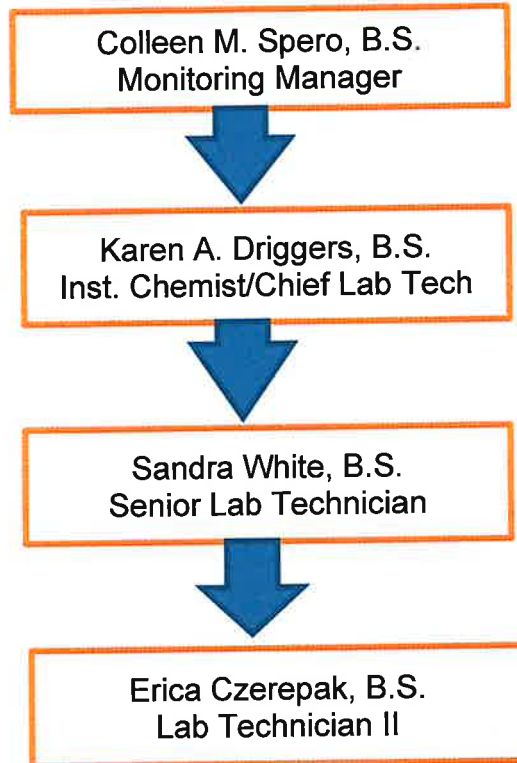 Colleen M. Spero, B.S.
Monitoring Manager
Karen A. Driggers, B.S.
Inst. Chemist/Chief Lab Tech
Sandra White, B.S.
Senior Lab Technician
Erica Czerepak, B.S.
Lab Technician II